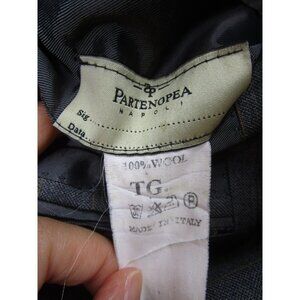 PARTENOPEA
NAPOLI
Sig.
Data
100% WOOL
TG
MADE IN ITALY